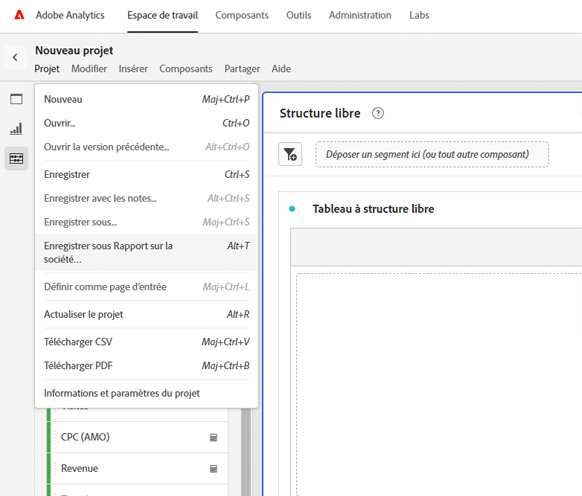 Adobe Analytics Espace de travail Composants Outils Administration Labs
Nouveau projet
Projet Modifier Insérer Composants Partager Aide
Nouveau Maj+Ctrl+P
Ouvrir... Ctrl+O
Ouvrir la version précédente... Alt+Ctrl+O
Enregistrer Ctrl+S
Enregistrer avec les notes... Alt+Ctrl+S
Enregistrer sous... Maj+Ctrl+S
Enregistrer sous Rapport sur la Alt+T
société...
Définir comme page d'entrée Maj+Ctrl+L
Actualiser le projet Alt+R
Télécharger CSV Maj+Ctrl+V
Télécharger PDF Maj+Ctrl+B
Informations et paramètres du projet
CPC (AMO)
Revenue
Structure libre ?
Déposer un segment ici (ou tout autre composant)
Tableau à structure libre